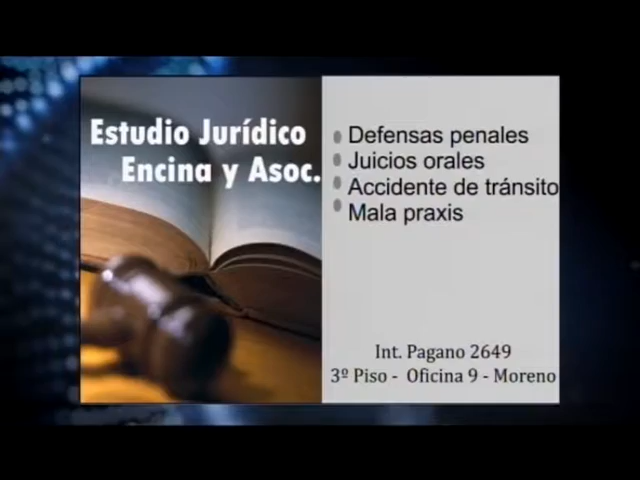 Estudio Jurídico
Encina y Asoc.
Defensas penales
Juicios orales
Accidente de tránsito
Mala praxis
Int. Pagano 2649
3º Piso - Oficina 9 - Moreno